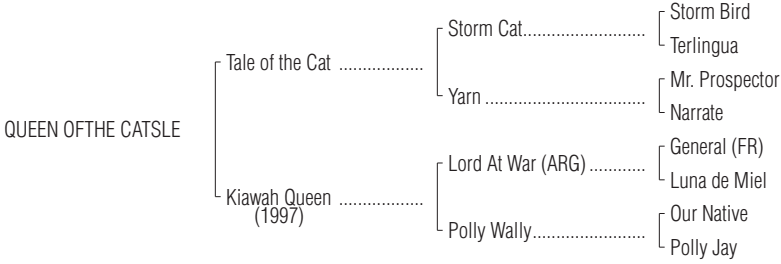 Storm Bird
Storm Cat..........................
Terlingua
Tale of the Cat ..................
Mr. Prospector
Yarn ..................................
Narrate
QUEEN OFTHE CATSLE
General (FR)
Lord At War (ARG) ............
Luna de Miel
Kiawah Queen ..................
(1997)
Our Native
Polly Wally........................
Polly Jay